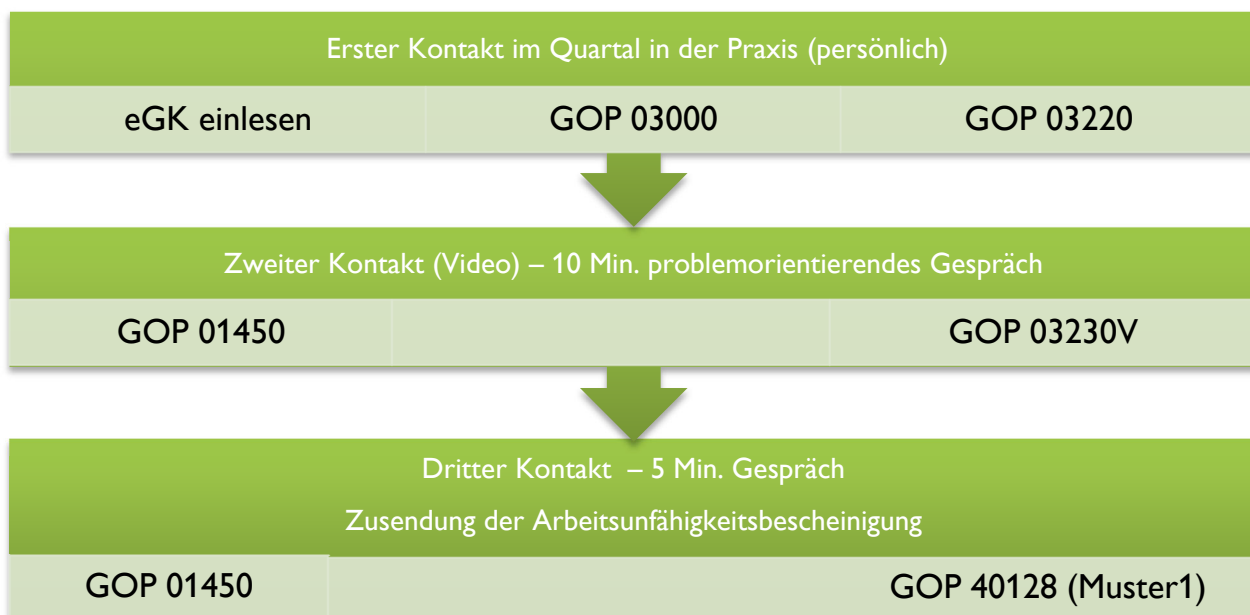 Erster Kontakt im Quartal in der Praxis (persönlich)
eGK einlesen GOP 03000 GOP 03220
Zweiter Kontakt (Video) – 10 Min. problemorientierendes Gespräch
GOP 01450 GOP 03230V
Dritter Kontakt – 5 Min. Gespräch
Zusendung der Arbeitsunfähigkeitsbescheinigung
GOP 01450 GOP 40128 (Muster1)